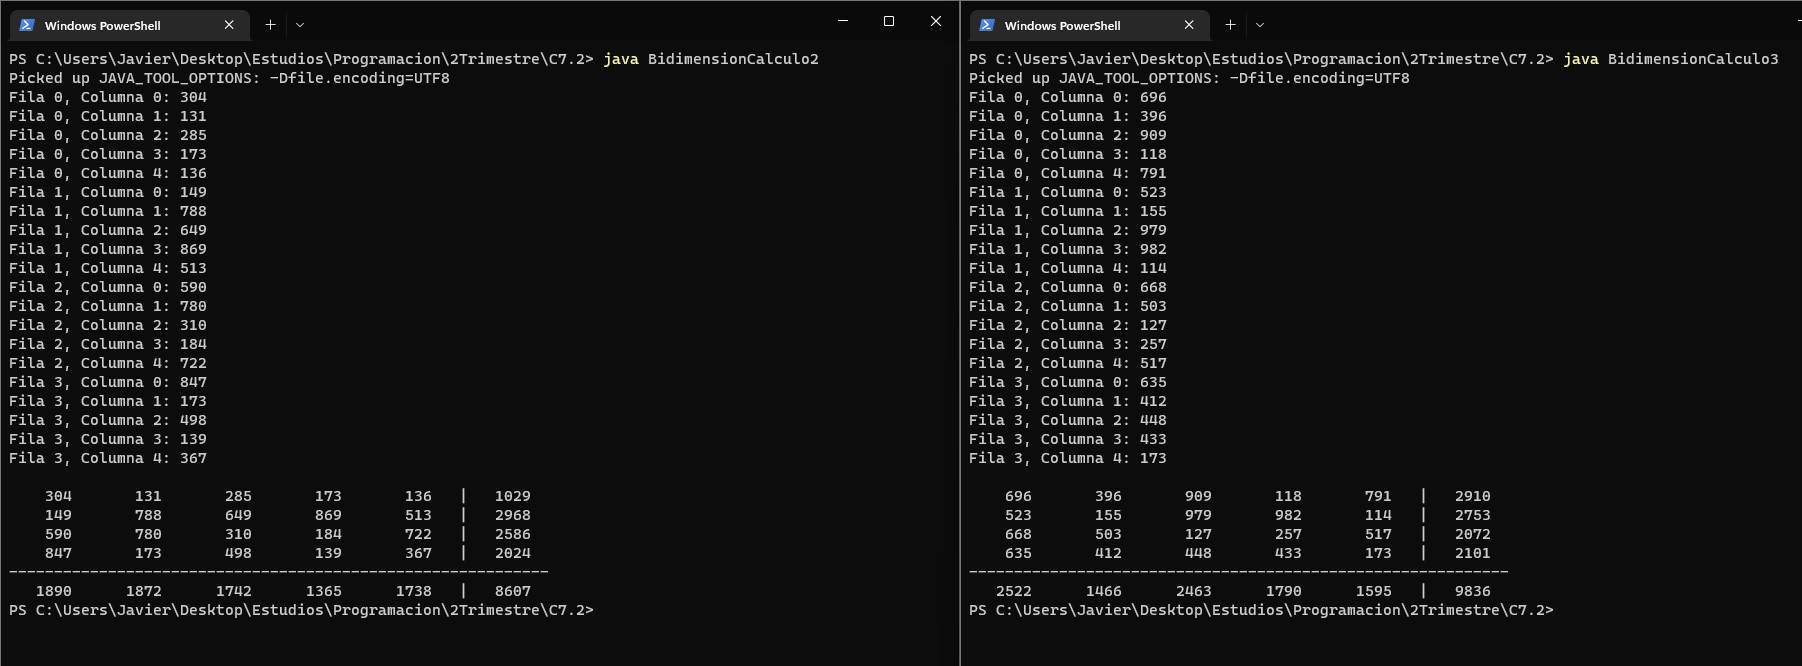 Windows PowerShell
PS C:\Users\Javier\Desktop\Estudios\Programacion\2Trimestre\C7.2> java BidimensionCalculo2
Picked up JAVA_TOOL_OPTIONS: -Dfile.encoding=UTF8
Fila 0, Columna 0: 304
Fila 0, Columna 1: 131
Fila 0, Columna 2: 285
Fila 0, Columna 3: 173
Fila 0, Columna 4: 136
Fila 1, Columna 0: 149
Fila 1, Columna 1: 788
Fila 1, Columna 2: 649
Fila 1, Columna 3: 869
Fila 1, Columna 4: 513
Fila 2, Columna 0: 590
Fila 2, Columna 1: 780
Fila 2, Columna 2: 310
Fila 2, Columna 3: 184
Fila 2, Columna 4: 722
Fila 3, Columna 0: 847
Fila 3, Columna 1: 173
Fila 3, Columna 2: 498
Fila 3, Columna 3: 139
Fila 3, Columna 4: 367
304 131 285 173 136 | 1029
149 788 649 869 513 | 2968
590 780 310 184 722 | 2586
847 173 498 139 367 | 2024
------------------------------------------------------------
1890 1872 1742 1365 1738 | 8607
PS C:\Users\Javier\Desktop\Estudios\Programacion\2Trimestre\C7.2>
Windows PowerShell
PS C:\Users\Javier\Desktop\Estudios\Programacion\2Trimestre\C7.2> java BidimensionCalculo3
Picked up JAVA_TOOL_OPTIONS: -Dfile.encoding=UTF8
Fila 0, Columna 0: 696
Fila 0, Columna 1: 396
Fila 0, Columna 2: 909
Fila 0, Columna 3: 118
Fila 0, Columna 4: 791
Fila 1, Columna 0: 523
Fila 1, Columna 1: 155
Fila 1, Columna 2: 979
Fila 1, Columna 3: 982
Fila 1, Columna 4: 114
Fila 2, Columna 0: 668
Fila 2, Columna 1: 503
Fila 2, Columna 2: 127
Fila 2, Columna 3: 257
Fila 2, Columna 4: 517
Fila 3, Columna 0: 635
Fila 3, Columna 1: 412
Fila 3, Columna 2: 448
Fila 3, Columna 3: 433
Fila 3, Columna 4: 173
696 396 909 118 791 | 2910
523 155 979 982 114 | 2753
668 503 127 257 517 | 2072
635 412 448 433 173 | 2101
------------------------------------------------------------
2522 1466 2463 1790 1595 | 9836
PS C:\Users\Javier\Desktop\Estudios\Programacion\2Trimestre\C7.2>